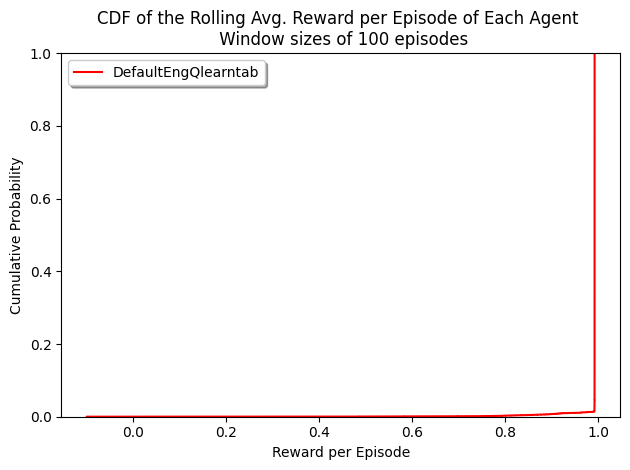 CDF of the Rolling Avg. Reward per Episode of Each Agent
Window sizes of 100 episodes
DefaultEngQlearntab
Cumulative Probability
1.0
0.8
0.6
0.4
0.2
0.0
0.0 0.2 0.4 0.6 0.8 1.0
Reward per Episode